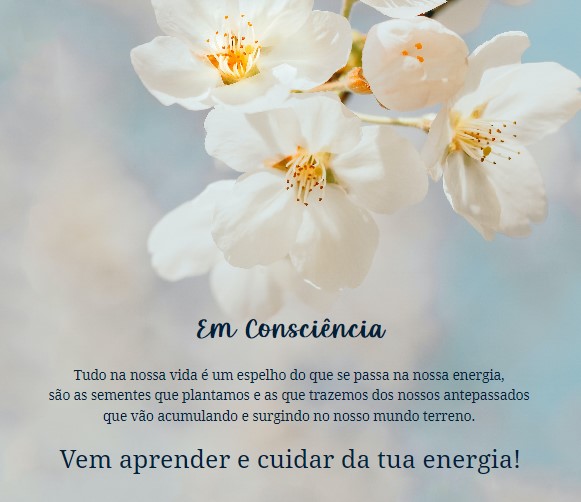 Em Consciência
Tudo na nossa vida é um espelho do que se passa na nossa energia,
são as sementes que plantamos e as que trazemos dos nossos antepassados
que vão acumulando e surgindo no nosso mundo terreno.
Vem aprender e cuidar da tua energia!